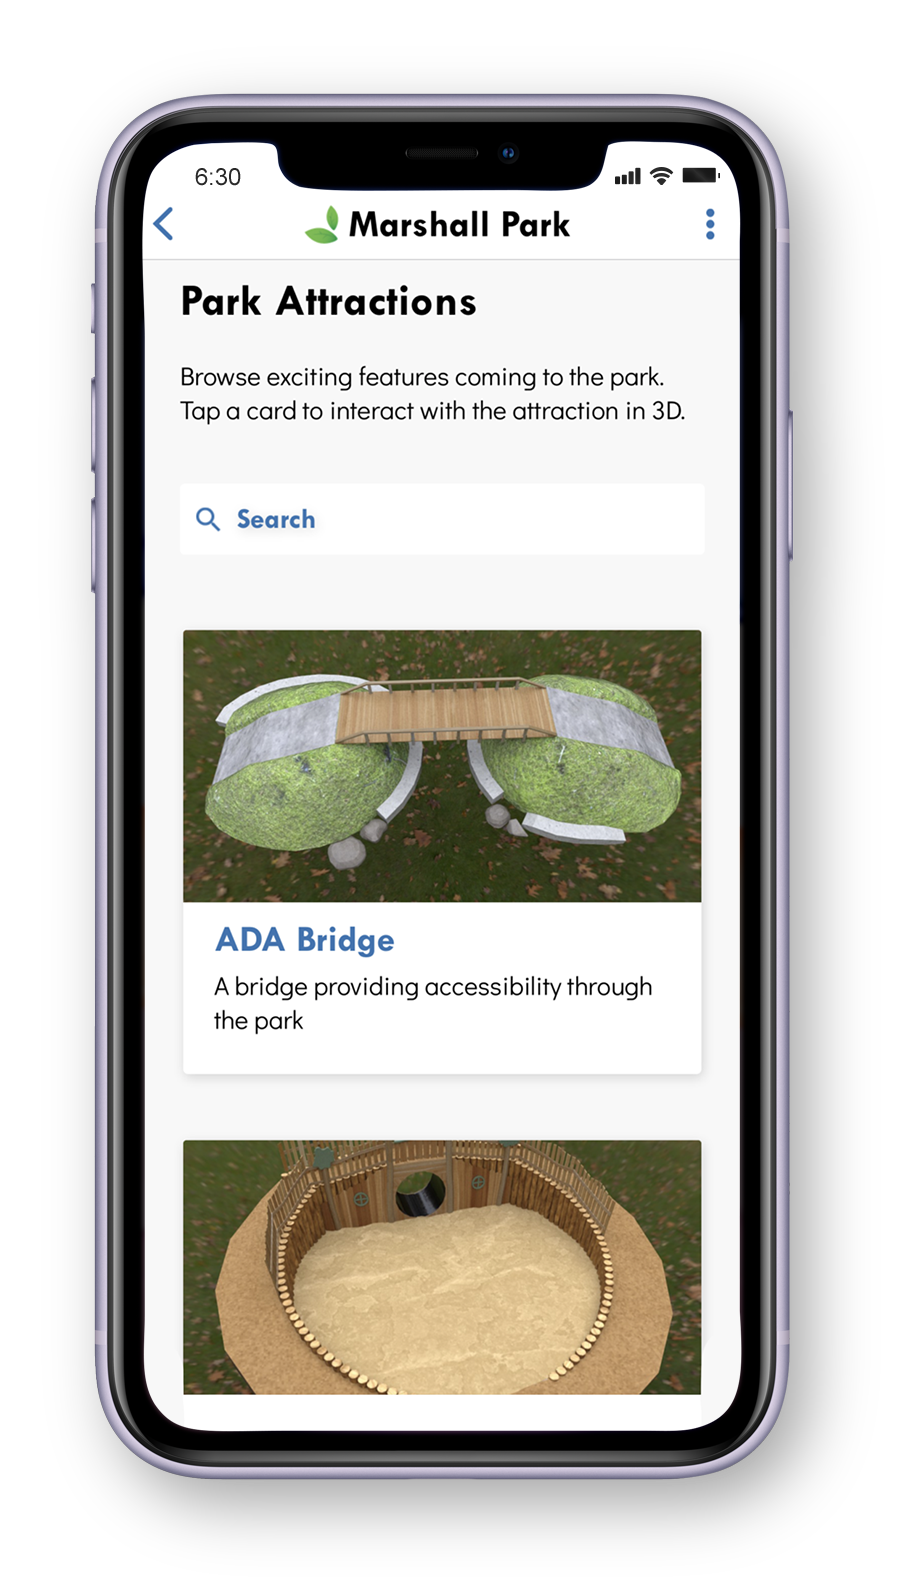 6:30
Marshall Park
Park Attractions
Browse exciting features coming to the park.
Tap a card to interact with the attraction in 3D.
Search
ADA Bridge
A bridge providing accessibility through
the park